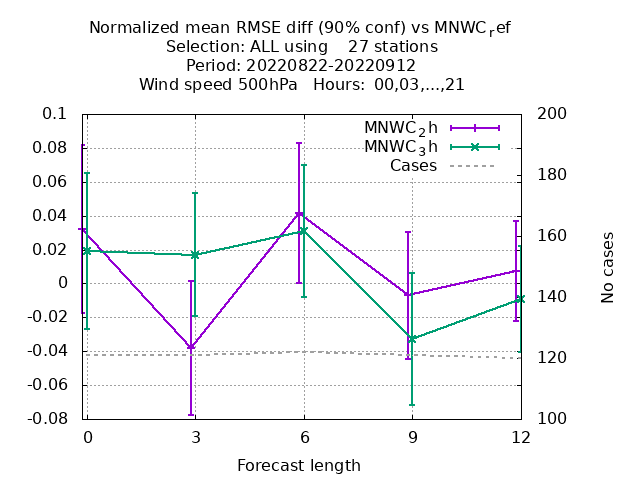 Normalized mean RMSE diff (90% conf) vs MNWC_ref
Selection: ALL using 27 stations
Period: 20220822-20220912
Wind speed 500hPa Hours: 00,03,...,21
MNWC_2h
MNWC_3h
Cases
0.1
0.08
0.06
0.04
0.02
0
-0.02
-0.04
-0.06
-0.08
200
180
160
140
120
100
No cases
0 3 6 9 12
Forecast length